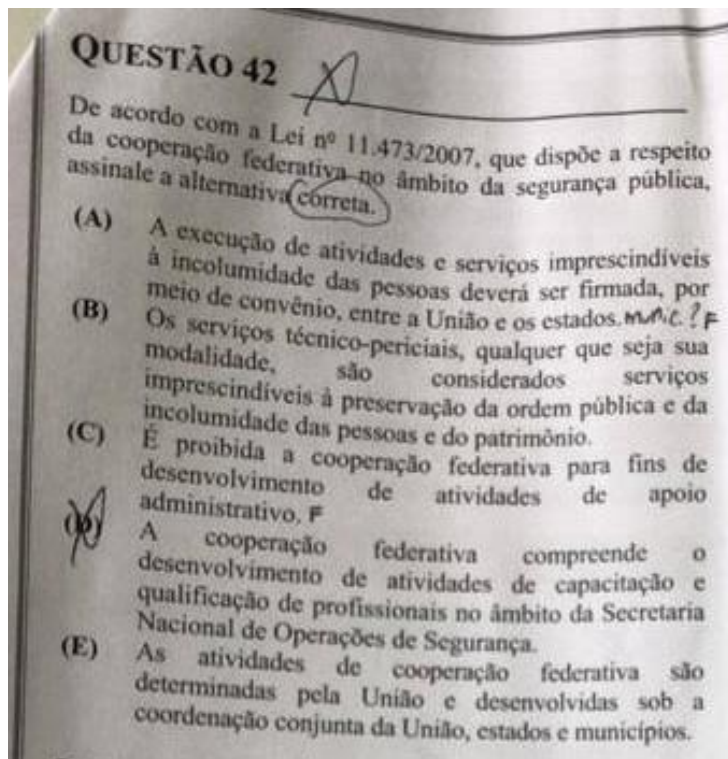 QUESTÃO 42
De acordo com a Lei nº 11.473/2007, que dispõe a respeito
da cooperação federativa no âmbito da segurança pública,
assinale a alternativa correta.
(A) A execução de atividades e serviços imprescindíveis
à incolumidade das pessoas deverá ser firmada, por
meio de convênio, entre a União e os estados. m.n.c.? F
(B) Os serviços técnico-periciais, qualquer que seja sua
modalidade, são considerados serviços
imprescindíveis à preservação da ordem pública e da
incolumidade das pessoas e do patrimônio.
(C) É proibida a cooperação federativa para fins de
desenvolvimento de atividades de apoio
administrativo. F
(D) A cooperação federativa compreende o
desenvolvimento de atividades de capacitação e
qualificação de profissionais no âmbito da Secretaria
Nacional de Operações de Segurança.
(E) As atividades de cooperação federativa são
determinadas pela União e desenvolvidas sob a
coordenação conjunta da União, estados e municípios.